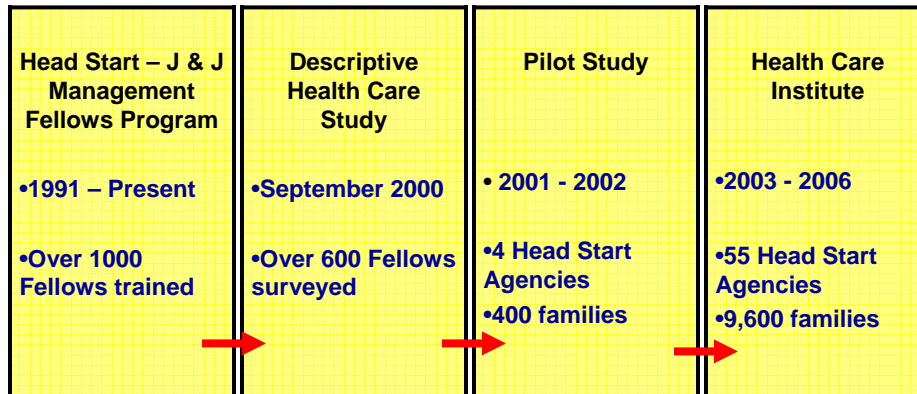 Head Start – J & J
Management
Fellows Program
•1991 – Present
•Over 1000
Fellows trained
Descriptive
Health Care
Study
•September 2000
•Over 600 Fellows
surveyed
Pilot Study
• 2001 - 2002
•4 Head Start
Agencies
•400 families
Health Care
Institute
•2003 - 2006
•55 Head Start
Agencies
•9,600 families